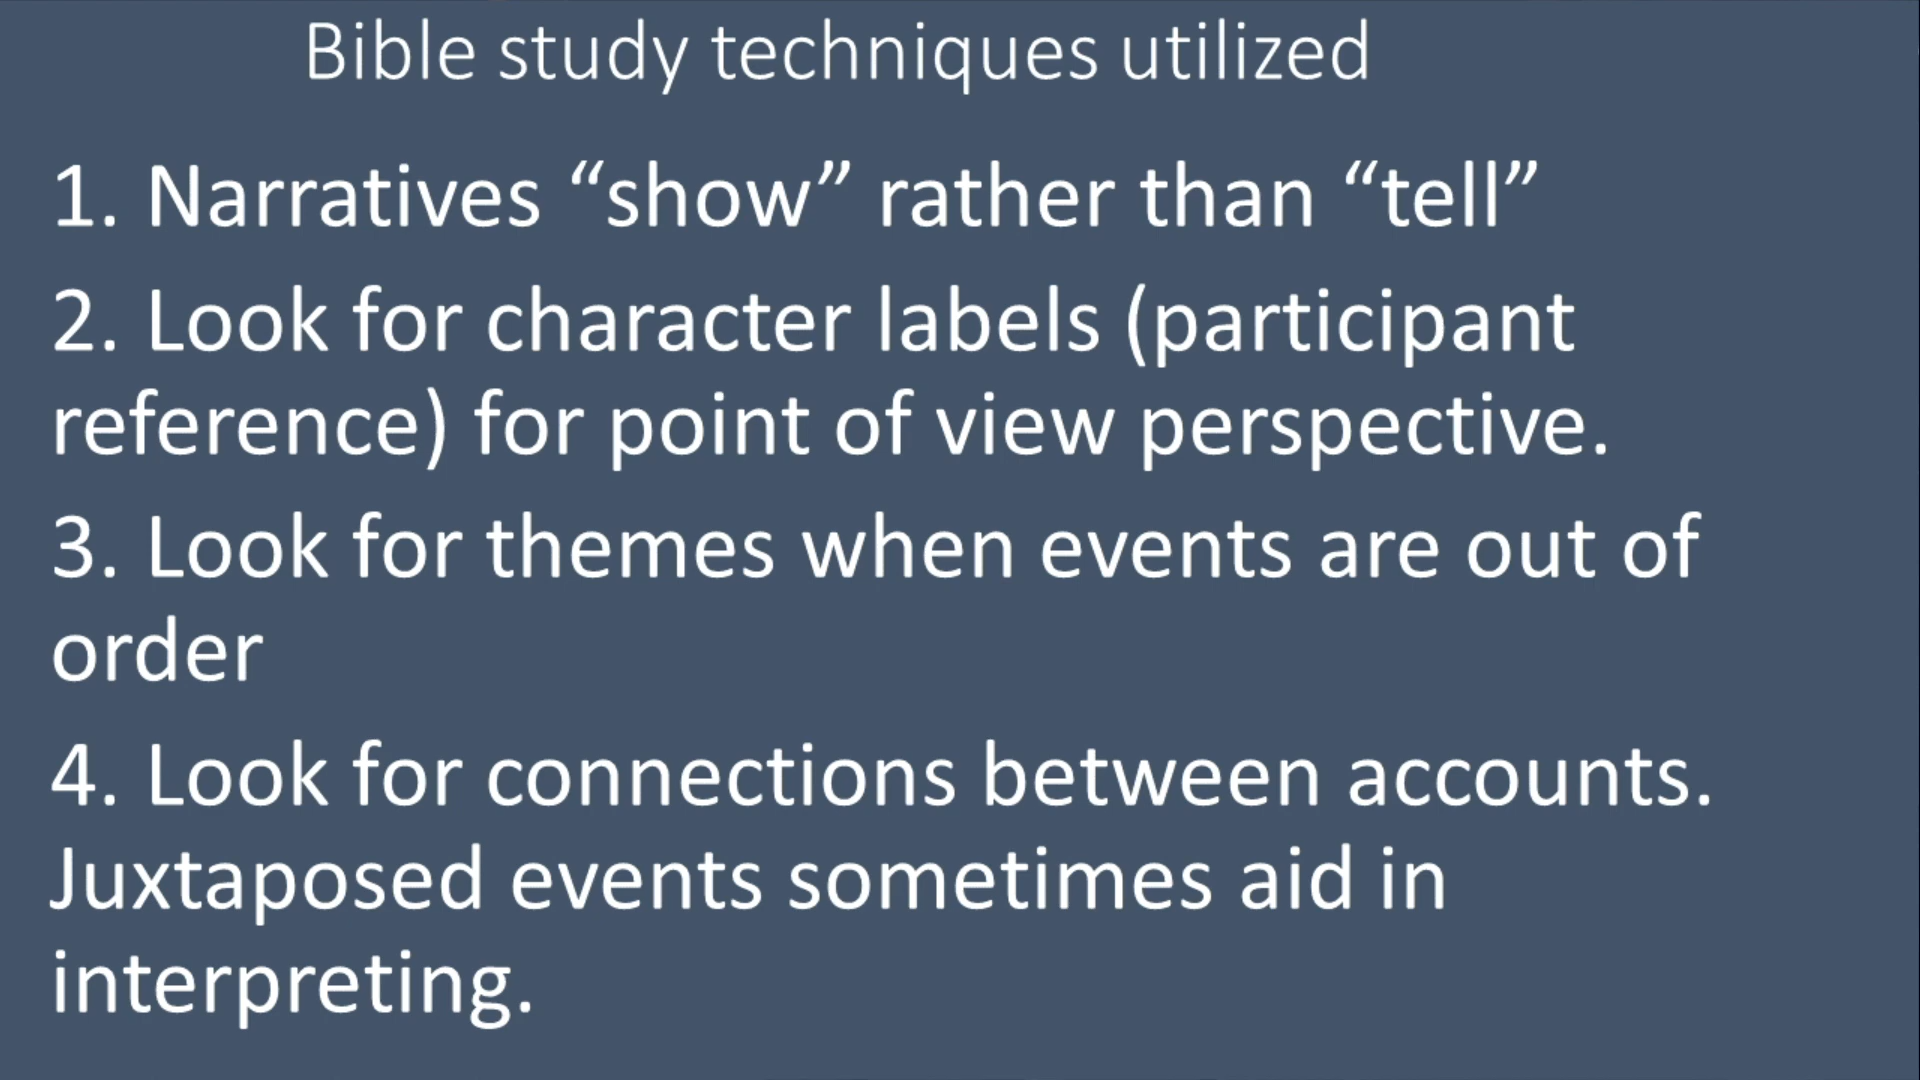 Bible study techniques utilized
1. Narratives “show” rather than “tell”
2. Look for character labels (participant
reference) for point of view perspective.
3. Look for themes when events are out of
order
4. Look for connections between accounts.
Juxtaposed events sometimes aid in
interpreting.